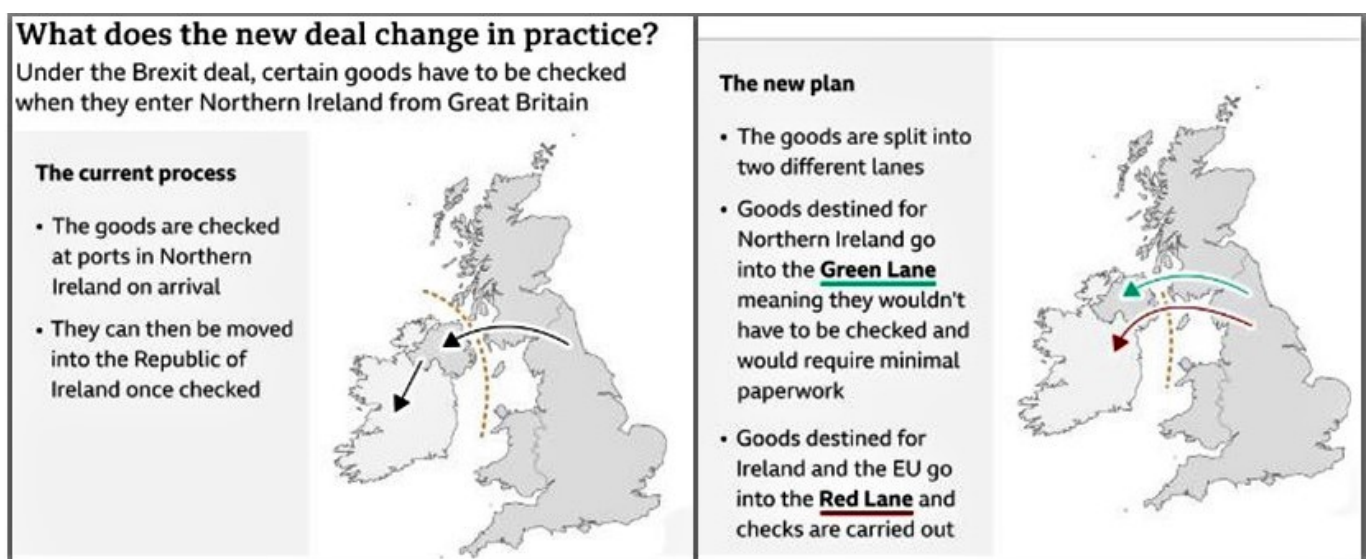 What does the new deal change in practice?
Under the Brexit deal, certain goods have to be checked
when they enter Northern Ireland from Great Britain
The current process
• The goods are checked
at ports in Northern
Ireland on arrival
• They can then be moved
into the Republic of
Ireland once checked
The new plan
• The goods are split into
two different lanes
• Goods destined for
Northern Ireland go
into the Green Lane
meaning they wouldn't
have to be checked and
would require minimal
paperwork
• Goods destined for
Ireland and the EU go
into the Red Lane and
checks are carried out